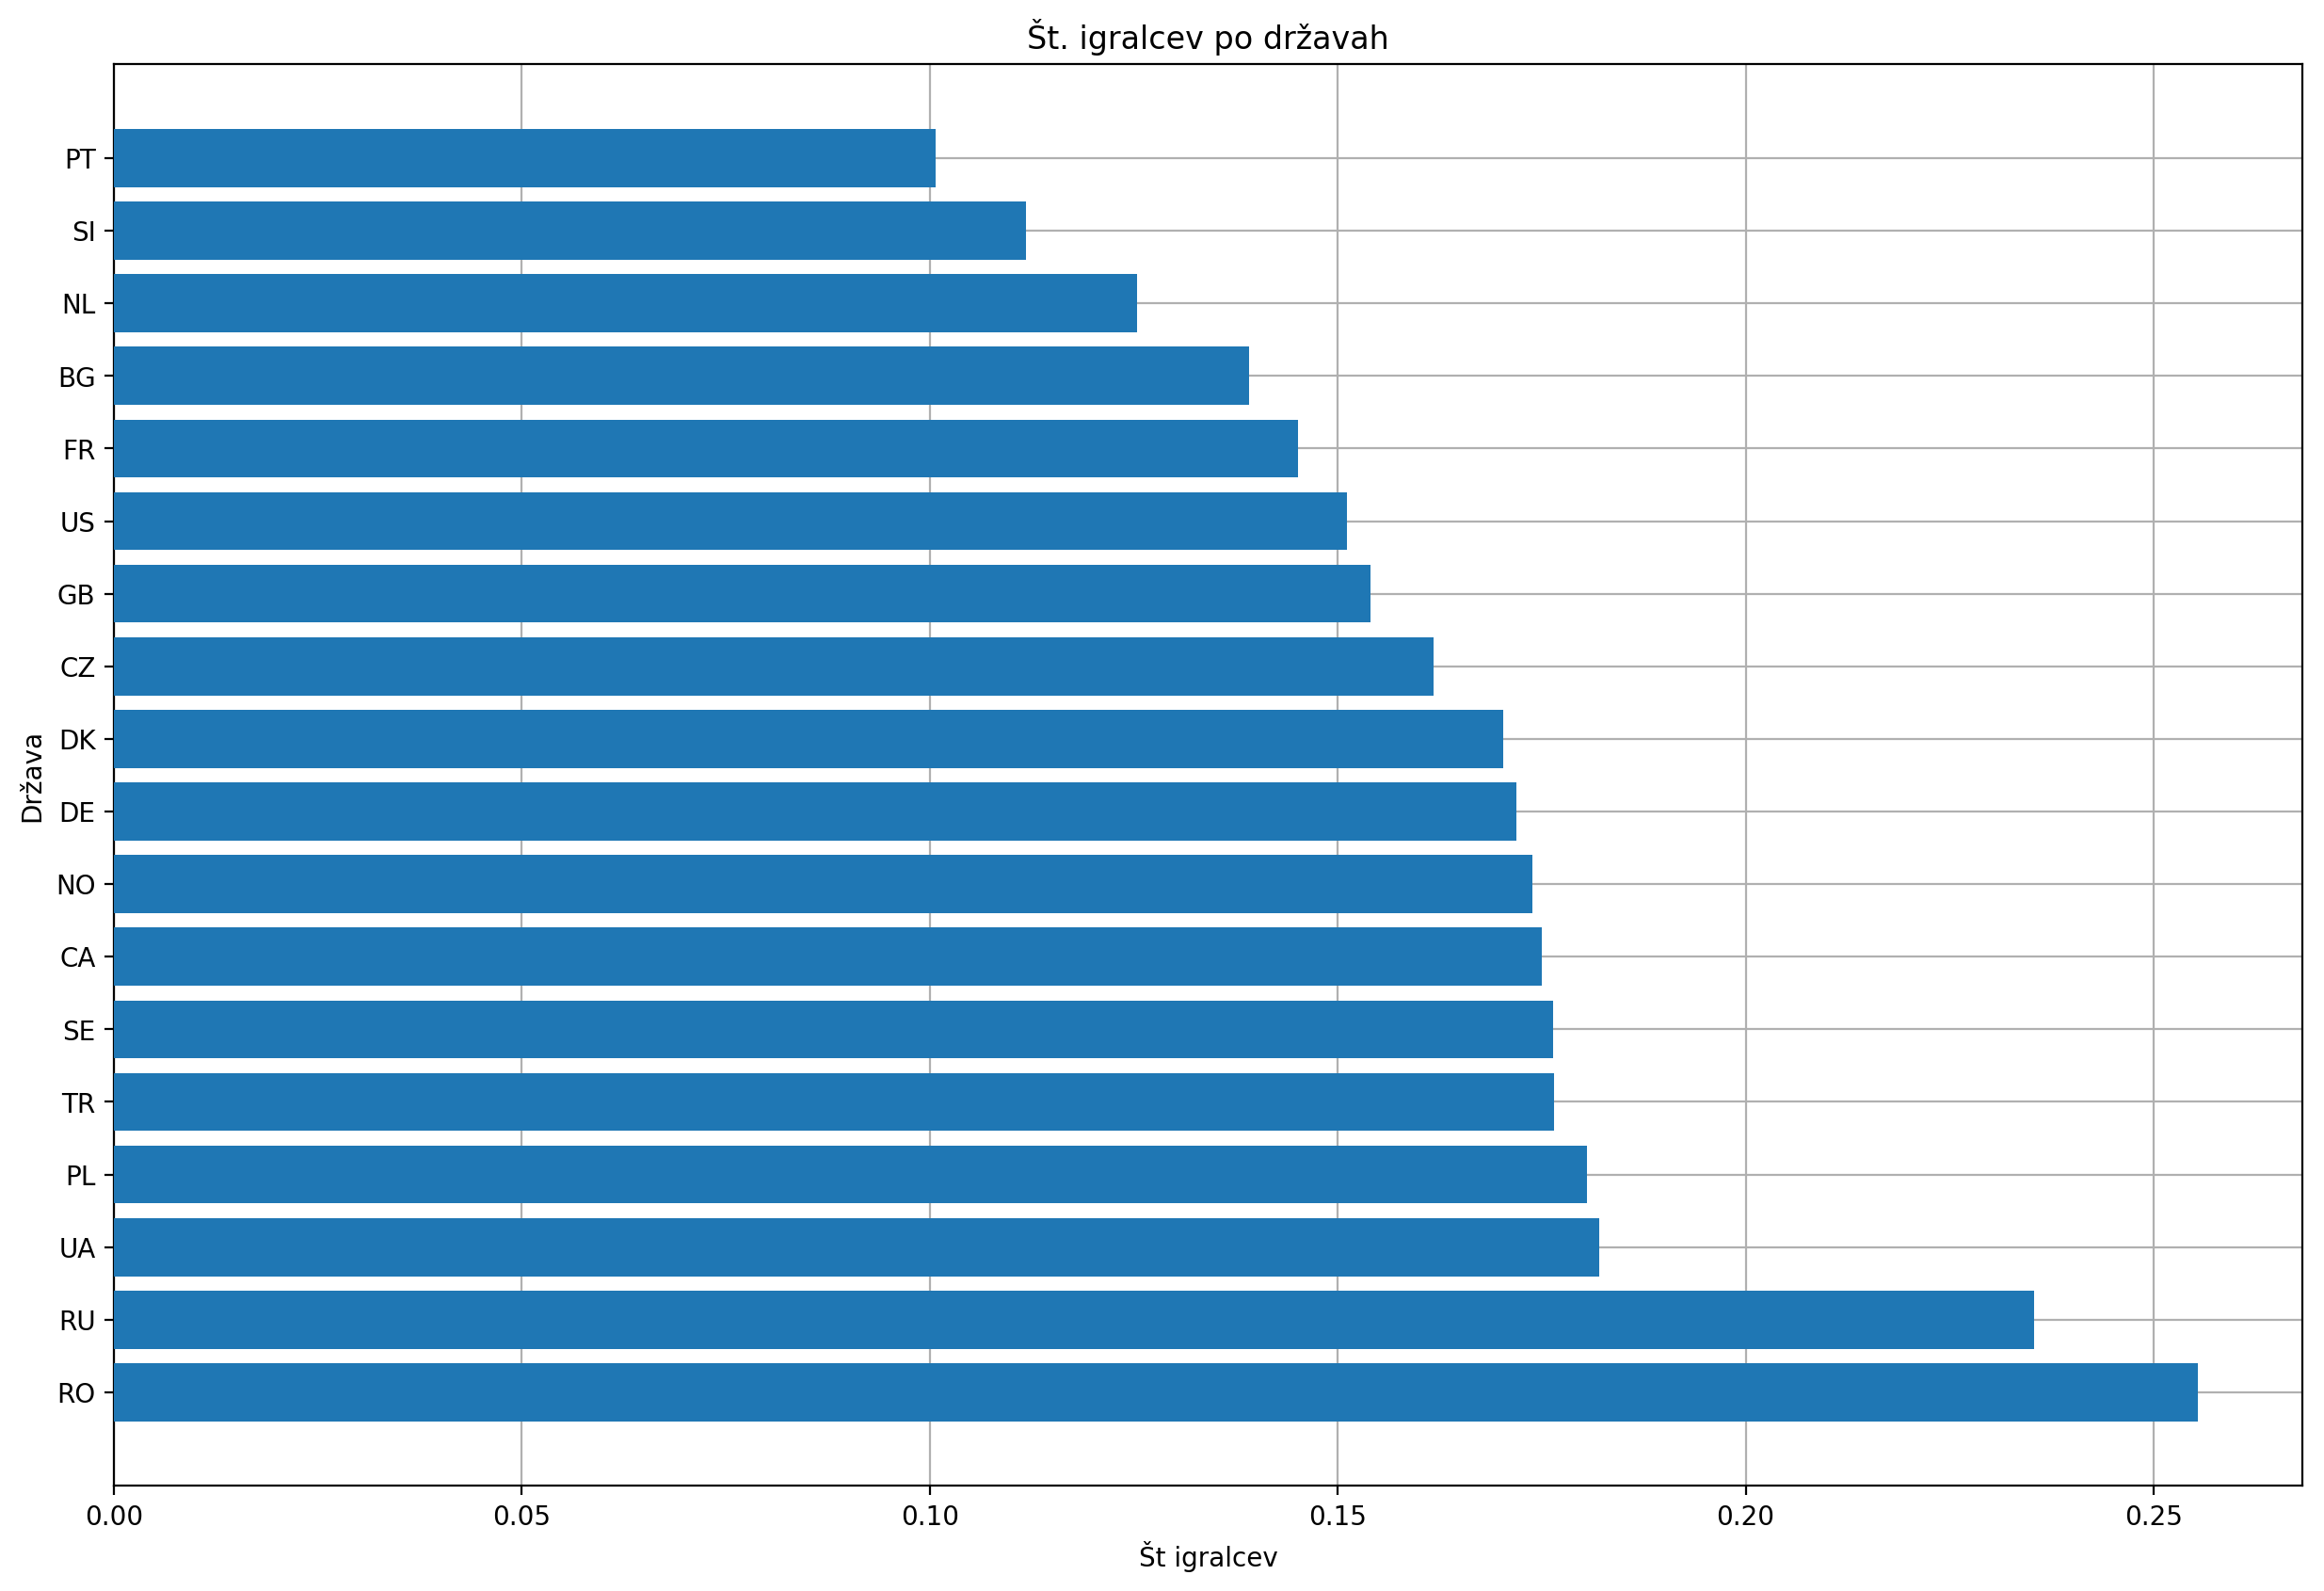 Št. igralcev po državah
PT
SI
NL
BG
FR
US
GB
CZ
DK
DE
NO
CA
SE
TR
PL
UA
RU
RO
Država
0.00 0.05 0.10 0.15 0.20 0.25
Št igralcev